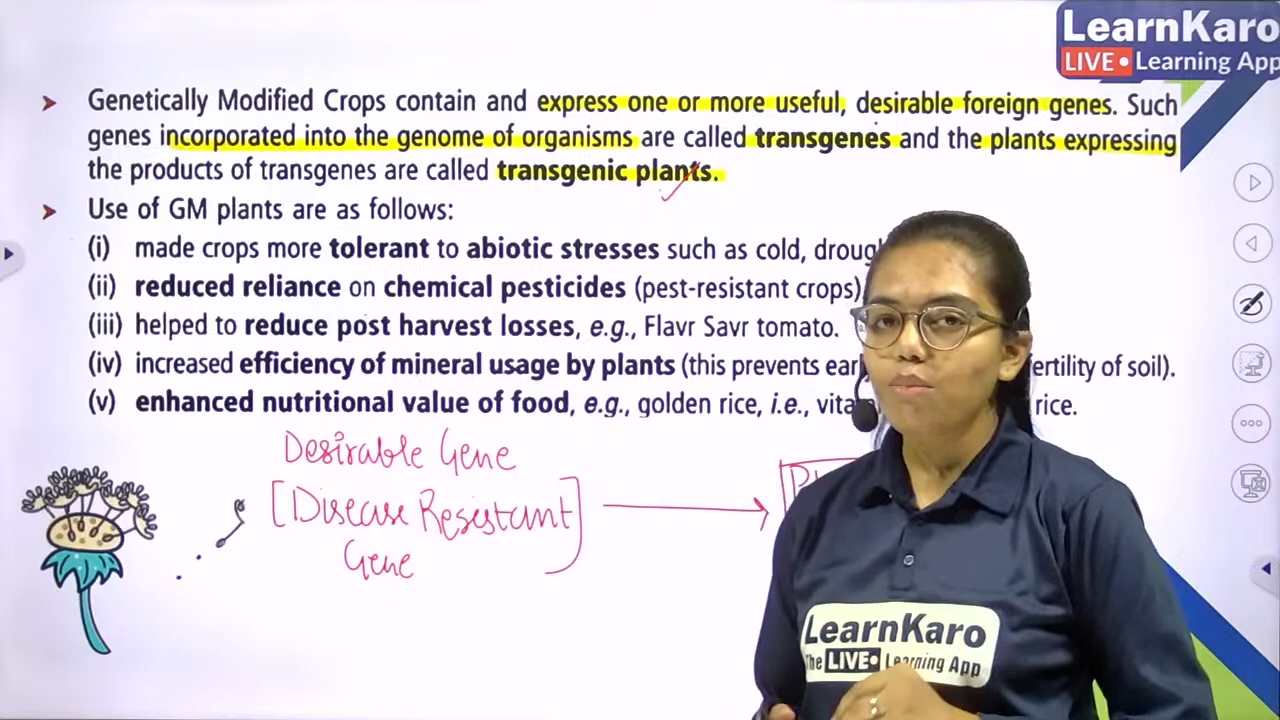 LearnKaro
LIVE• Learning App
Genetically Modified Crops contain and express one or more useful, desirable foreign genes. Such
genes incorporated into the genome of organisms are called transgenes and the plants expressing
the products of transgenes are called transgenic plants.
Use of GM plants are as follows:
(i) made crops more tolerant to abiotic stresses such as cold,
(ii) reduced reliance on chemical pesticides (pest-resistant crops)
(iii) helped to reduce post harvest losses, e.g., Flavr Savr tomato.
(iv) increased efficiency of mineral usage by plants (this prevents of soil).
(v) enhanced nutritional value of food, e.g., golden rice, i.e., rice.
Desirable Gene
[Disease Resistant]
Gene
LearnKaro
The LIVE• Learning App